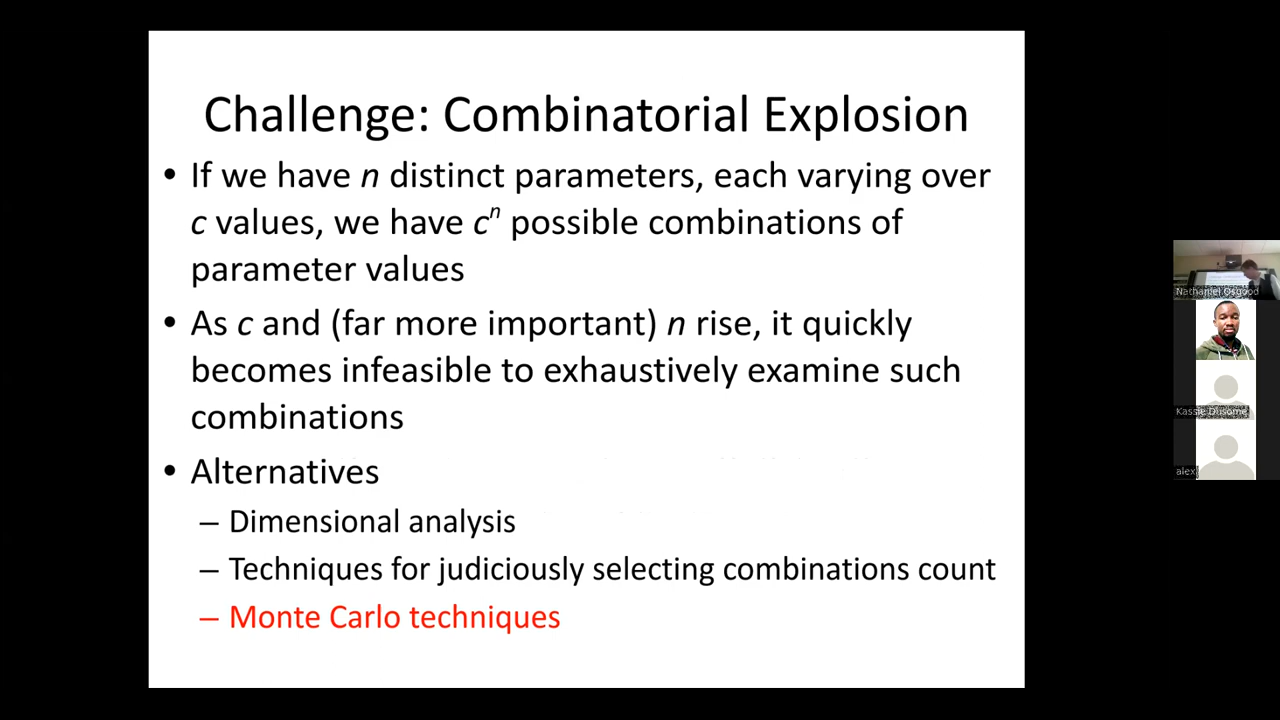 Challenge: Combinatorial Explosion
• If we have n distinct parameters, each varying over
c values, we have cⁿ possible combinations of
parameter values
• As c and (far more important) n rise, it quickly
becomes infeasible to exhaustively examine such
combinations
• Alternatives
– Dimensional analysis
– Techniques for judiciously selecting combinations count
– Monte Carlo techniques
Nathaniel Osgood
Kassie Dusome
alex